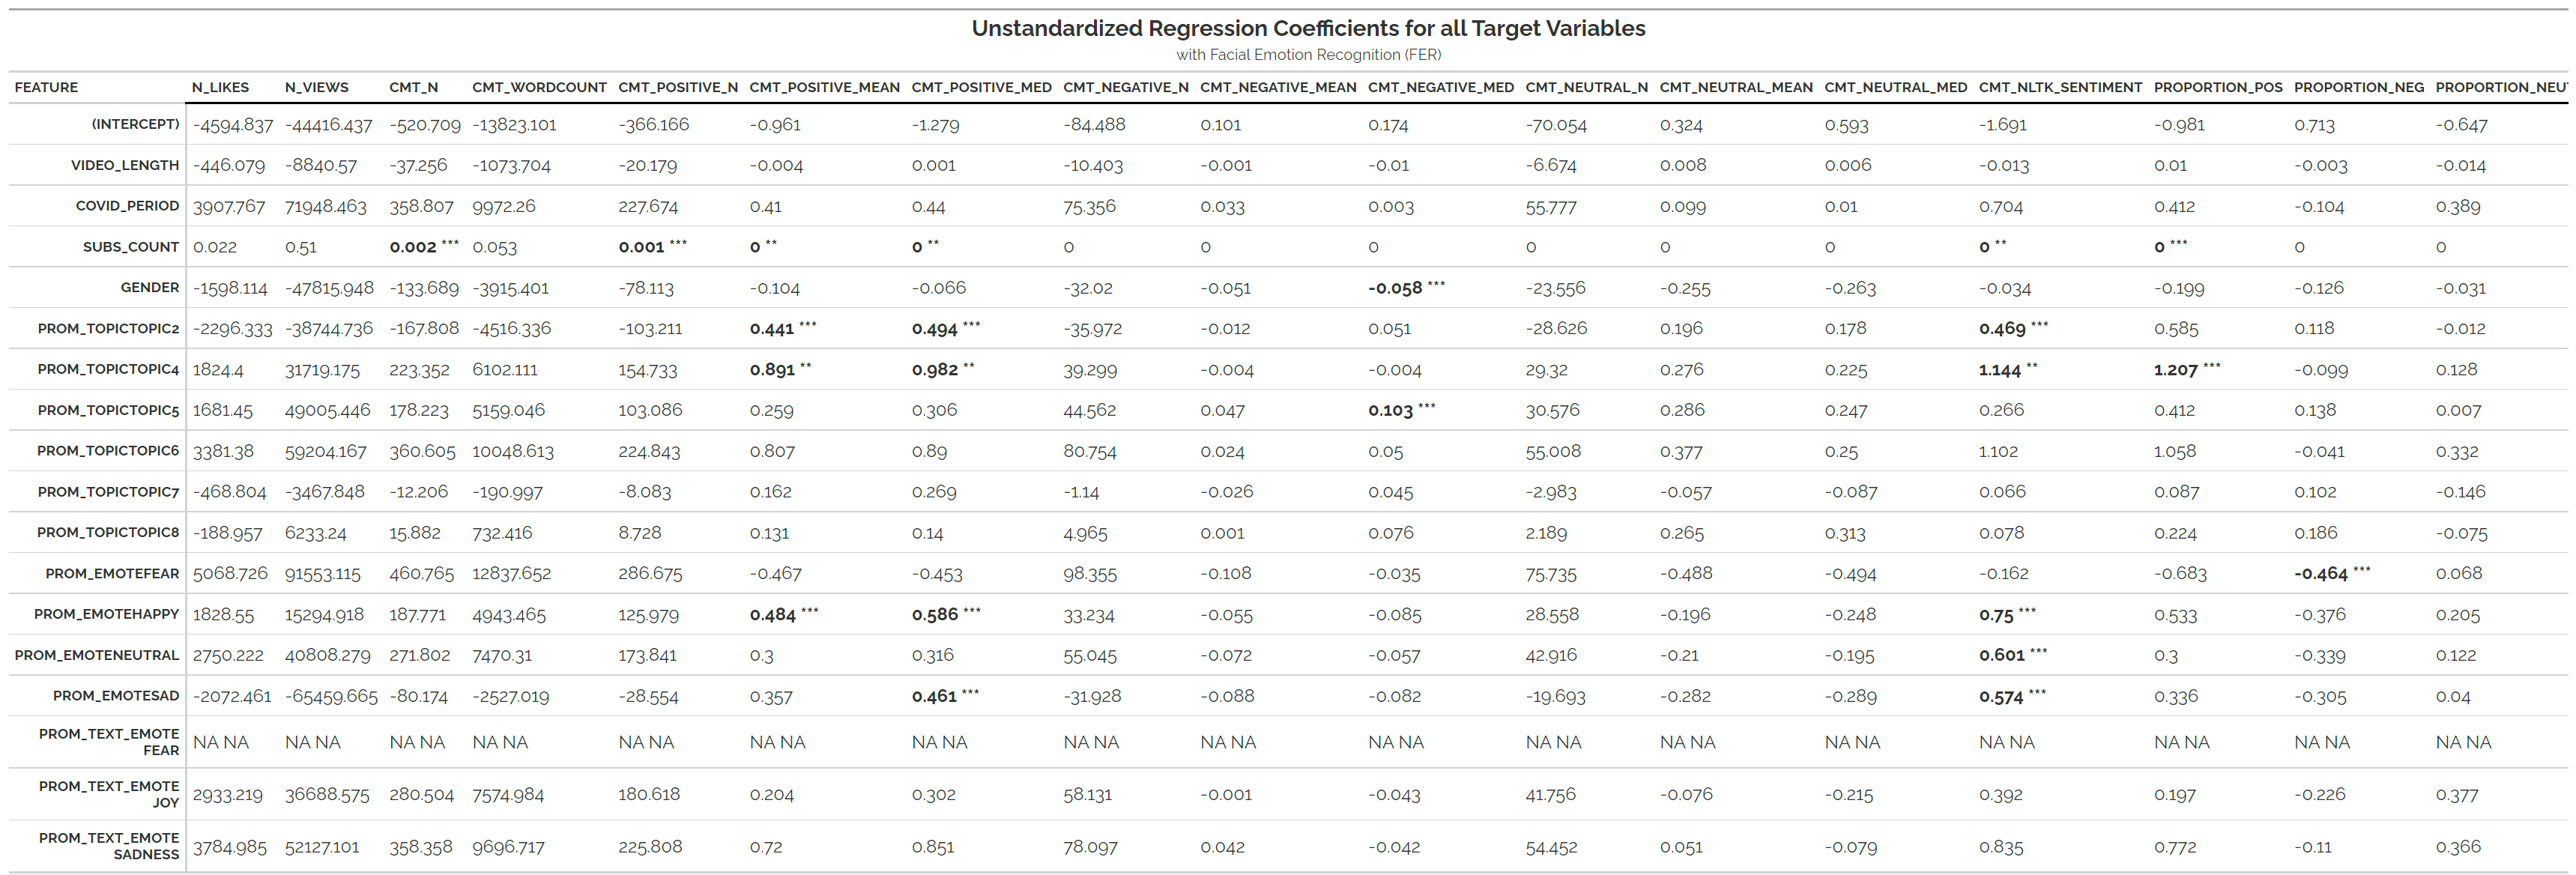 Unstandardized Regression Coefficients for all Target Variables
with Facial Emotion Recognition (FER)
FEATURE N_LIKES N_VIEWS CMT_N CMT_WORDCOUNT CMT_POSITIVE_N CMT_POSITIVE_MEAN CMT_POSITIVE_MED CMT_NEGATIVE_N CMT_NEGATIVE_MEAN CMT_NEGATIVE_MED CMT_NEUTRAL_N CMT_NEUTRAL_MEAN CMT_NEUTRAL_MED CMT_NLTK_SENTIMENT PROPORTION_POS PROPORTION_NEG PROPORTION_NEUT
(INTERCEPT) -4594.837 -44416.437 -520.709 -13823.101 -366.166 -0.961 -1.279 -84.488 0.101 0.174 -70.054 0.324 0.593 -1.691 -0.981 0.713 -0.647
VIDEO_LENGTH -446.079 -8840.57 -37.256 -1073.704 -20.179 -0.004 0.001 -10.403 -0.001 -0.01 -6.674 0.008 0.006 -0.013 0.01 -0.003 -0.014
COVID_PERIOD 3907.767 71948.463 358.807 9972.26 227.674 0.41 0.44 75.356 0.033 0.003 55.777 0.099 0.01 0.704 0.412 -0.104 0.389
SUBS_COUNT 0.022 0.51 0.002 *** 0.053 0.001 *** 0 ** 0 ** 0 0 0 0 0 0 0 ** 0 *** 0 0
GENDER -1598.114 -47815.948 -133.689 -3915.401 -78.113 -0.104 -0.066 -32.02 -0.051 -0.058 *** -23.556 -0.255 -0.263 -0.034 -0.199 -0.126 -0.031
PROM_TOPICTOPIC2 -2296.333 -38744.736 -167.808 -4516.336 -103.211 0.441 *** 0.494 *** -35.972 -0.012 0.051 -28.626 0.196 0.178 0.469 *** 0.585 0.118 -0.012
PROM_TOPICTOPIC4 1824.4 31719.175 223.352 6102.111 154.733 0.891 ** 0.982 ** 39.299 -0.004 -0.004 29.32 0.276 0.225 1.144 ** 1.207 *** -0.099 0.128
PROM_TOPICTOPIC5 1681.45 49005.446 178.223 5159.046 103.086 0.259 0.306 44.562 0.047 0.103 *** 30.576 0.286 0.247 0.266 0.412 0.138 0.007
PROM_TOPICTOPIC6 3381.38 59204.167 360.605 10048.613 224.843 0.807 0.89 80.754 0.024 0.05 55.008 0.377 0.25 1.102 1.058 -0.041 0.332
PROM_TOPICTOPIC7 -468.804 -3467.848 -12.206 -190.997 -8.083 0.162 0.269 -1.14 -0.026 0.045 -2.983 -0.057 -0.087 0.066 0.087 0.102 -0.146
PROM_TOPICTOPIC8 -188.957 6233.24 15.882 732.416 8.728 0.131 0.14 4.965 0.001 0.076 2.189 0.265 0.313 0.078 0.224 0.186 -0.075
PROM_EMOTEFEAR 5068.726 91553.115 460.765 12837.652 286.675 -0.467 -0.453 98.355 -0.108 -0.035 75.735 -0.488 -0.494 -0.162 -0.683 -0.464 *** 0.068
PROM_EMOTEHAPPY 1828.55 15294.918 187.771 4943.465 125.979 0.484 *** 0.586 *** 33.234 -0.055 -0.085 28.558 -0.196 -0.248 0.75 *** 0.533 -0.376 0.205
PROM_EMOTENEUTRAL 2750.222 40808.279 271.802 7470.31 173.841 0.3 0.316 55.045 -0.072 -0.057 42.916 -0.21 -0.195 0.601 *** 0.3 -0.339 0.122
PROM_EMOTESAD -2072.461 -65459.665 -80.174 -2527.019 -28.554 0.357 0.461 *** -31.928 -0.088 -0.082 -19.693 -0.282 -0.289 0.574 *** 0.336 -0.305 0.04
PROM_TEXT_EMOTE
FEAR NA NA NA NA NA NA NA NA NA NA NA NA NA NA NA NA NA NA NA NA NA NA NA NA NA NA NA NA NA NA NA NA NA NA
PROM_TEXT_EMOTE
JOY 2933.219 36688.575 280.504 7574.984 180.618 0.204 0.302 58.131 -0.001 -0.043 41.756 -0.076 -0.215 0.392 0.197 -0.226 0.377
PROM_TEXT_EMOTE
SADNESS 3784.985 52127.101 358.358 9696.717 225.808 0.72 0.851 78.097 0.042 -0.042 54.452 0.051 -0.079 0.835 0.772 -0.11 0.366